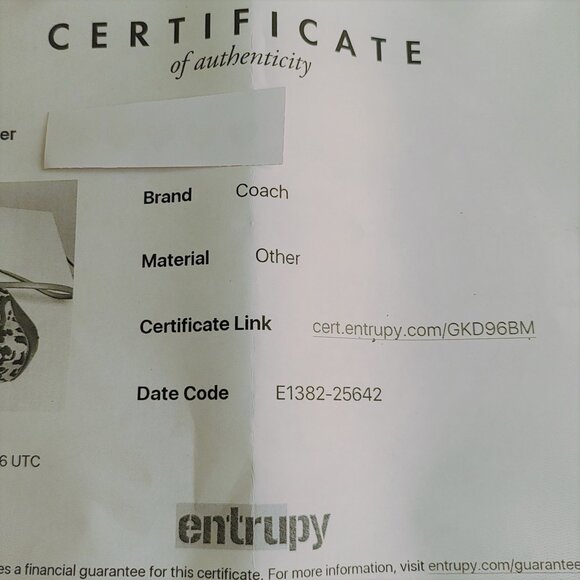 CERTIFICATE
of authenticity
er
Brand Coach
Material Other
Certificate Link cert.entrupy.com/GKD96BM
Date Code E1382-25642
6 UTC
entrupy
es a financial guarantee for this certificate. For more information, visit entrupy.com/guarantee